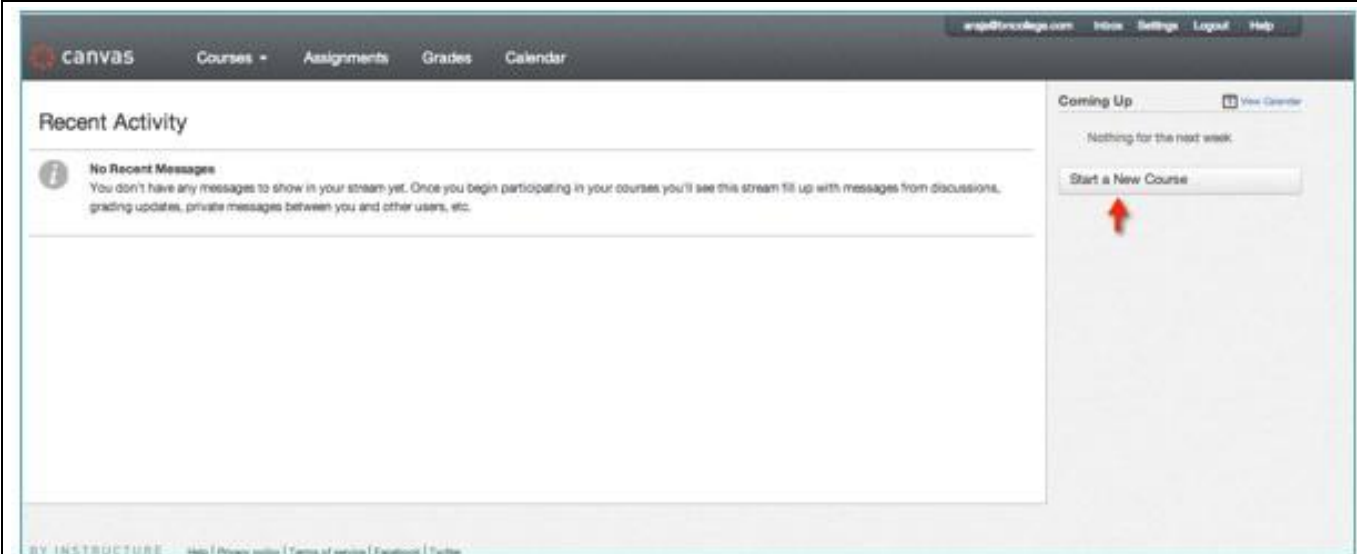 Inbox Settings Logout Help
canvas Courses Assignments Grades Calendar
Coming Up View Calendar
Recent Activity
Nothing for the next week
No Recent Messages
You don't have any messages to show in your stream yet. Once you begin participating in your courses you'll see this stream fill up with messages from discussions,
grading updates, private messages between you and other users, etc.
Start a New Course
BY INSTRUCTURE Help | Privacy policy | Terms of service | Facebook | Twitter